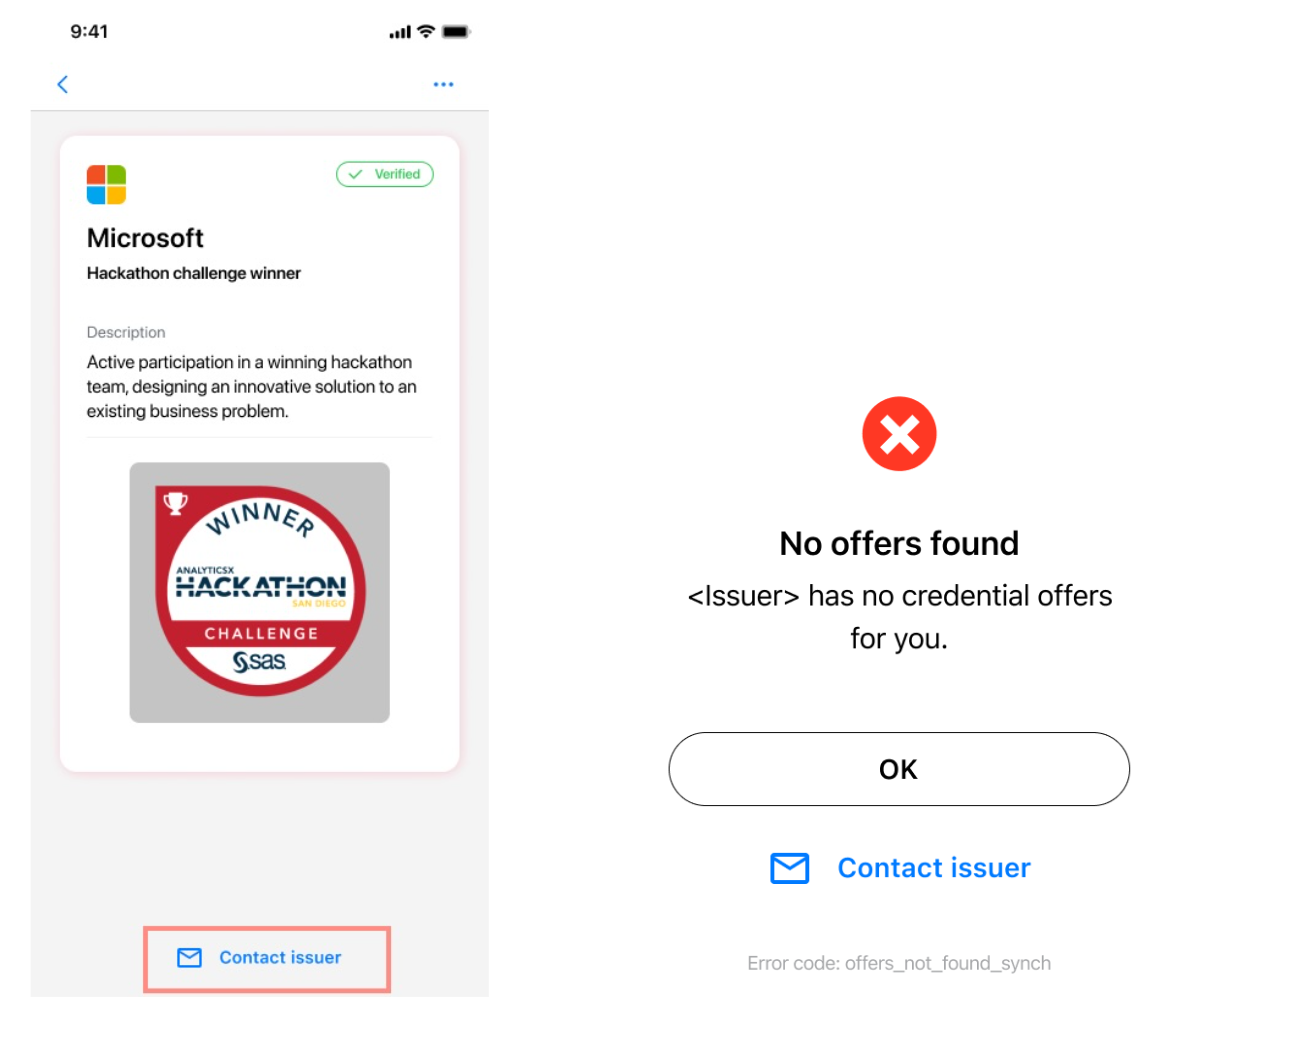 9:41
Verified
Microsoft
Hackathon challenge winner
Description
Active participation in a winning hackathon
team, designing an innovative solution to an
existing business problem.
WINNER
ANALYTICSX
HACKATHON
SAN DIEGO
CHALLENGE
sas
Contact issuer
No offers found
<Issuer> has no credential offers
for you.
OK
Contact issuer
Error code: offers_not_found_synch